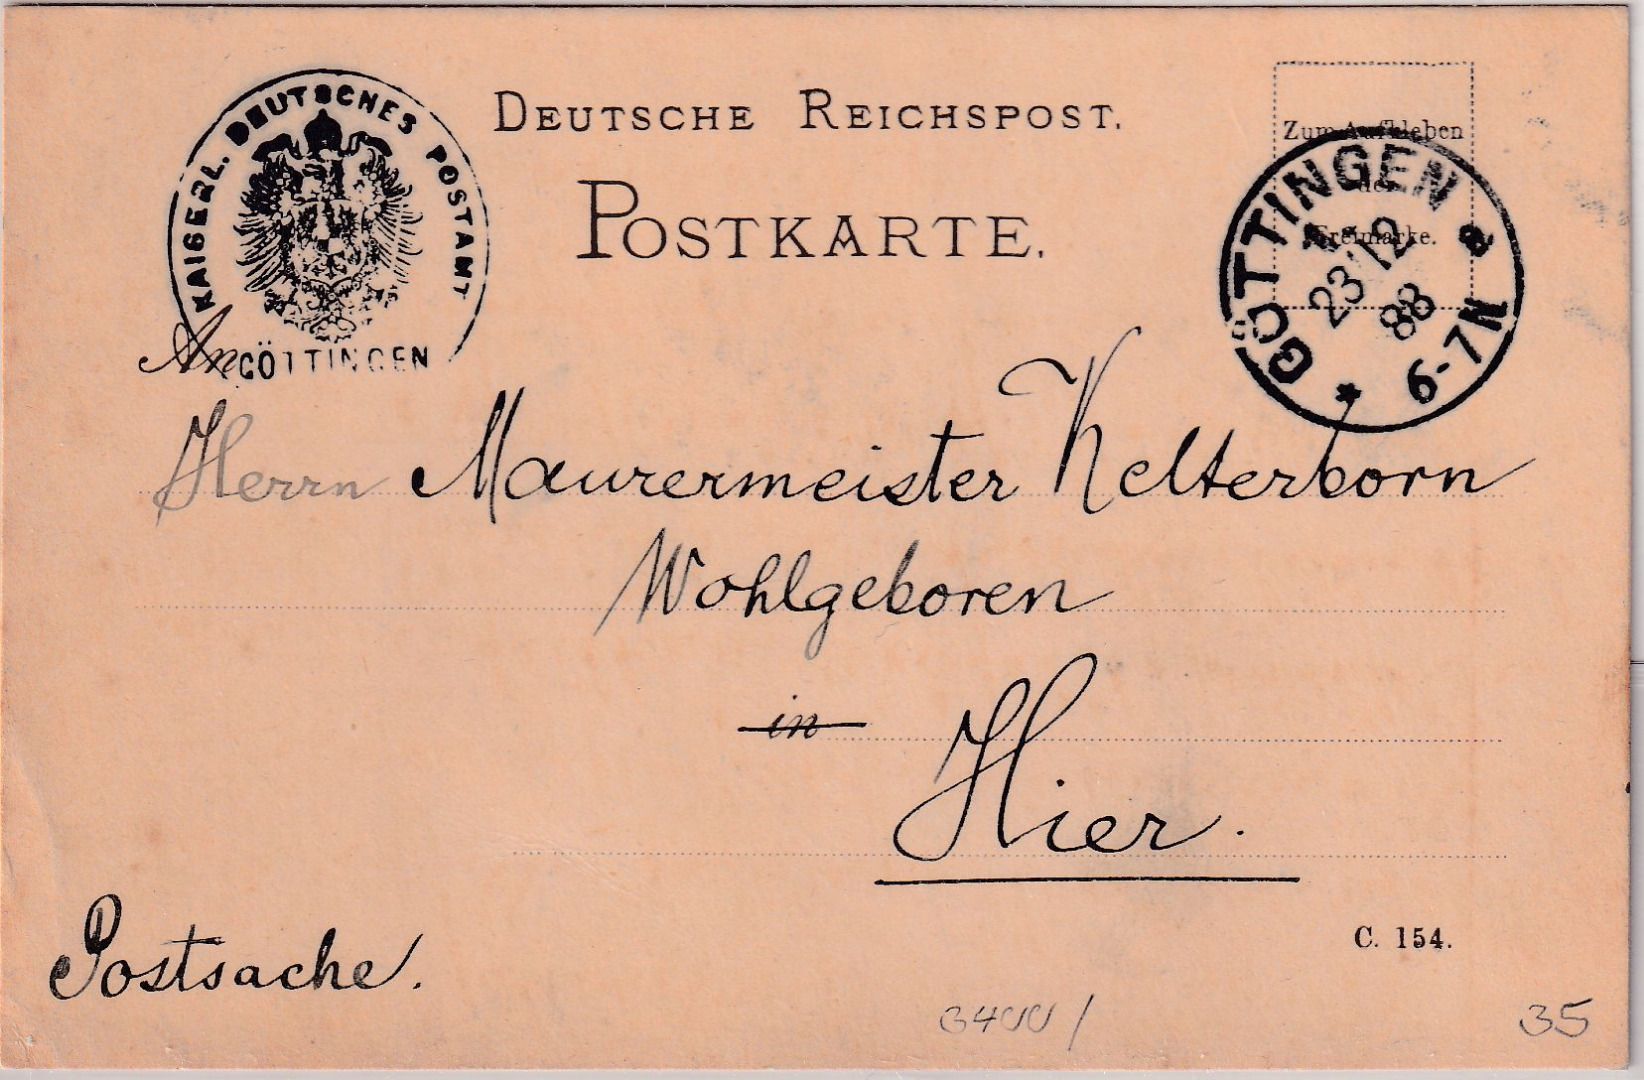 DEUTSCHE REICHSPOST.
POSTKARTE.
KAISERL. DEUTSCHES POSTAMT
GÖTTINGEN
Zum Aufkleben
der
Freimarke.
GÖTTINGEN * a
23 12
88
6-7N
An
Herrn Maurermeister Kelterborn
Wohlgeboren
in
Hier.
C. 154.
Postsache.
3400/
35